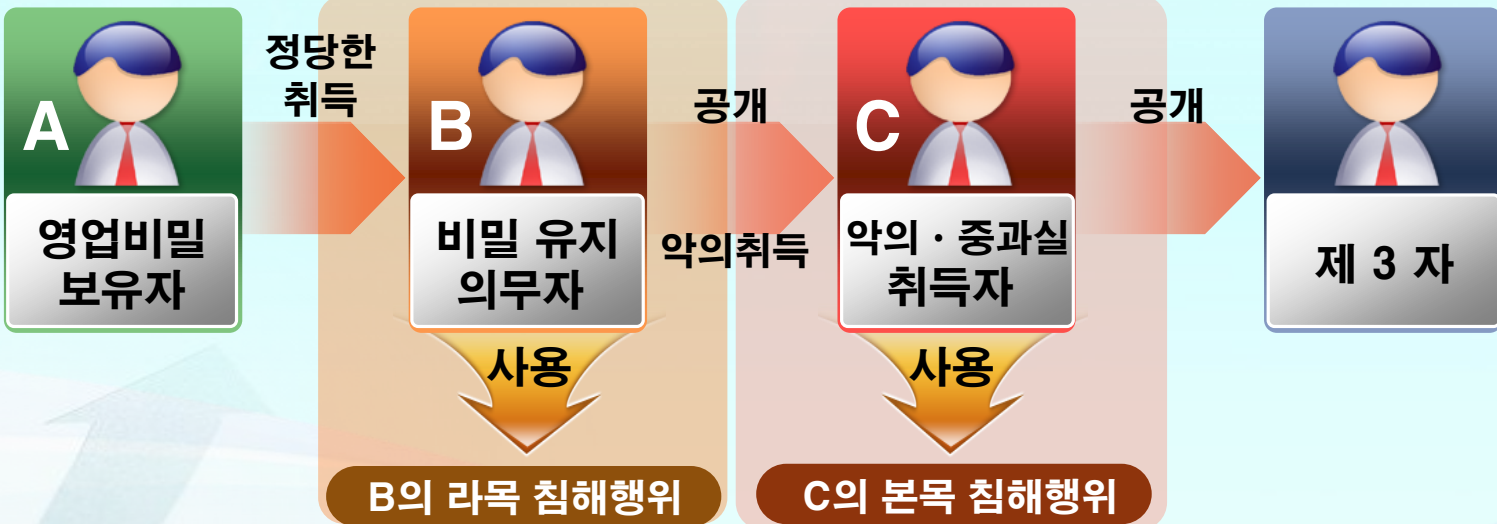 A
영업비밀
보유자
정당한
취득
B
비밀 유지
의무자
공개
악의취득
C
악의 · 중과실
취득자
공개
제 3 자
사용
사용
B의 라목 침해행위
C의 본목 침해행위